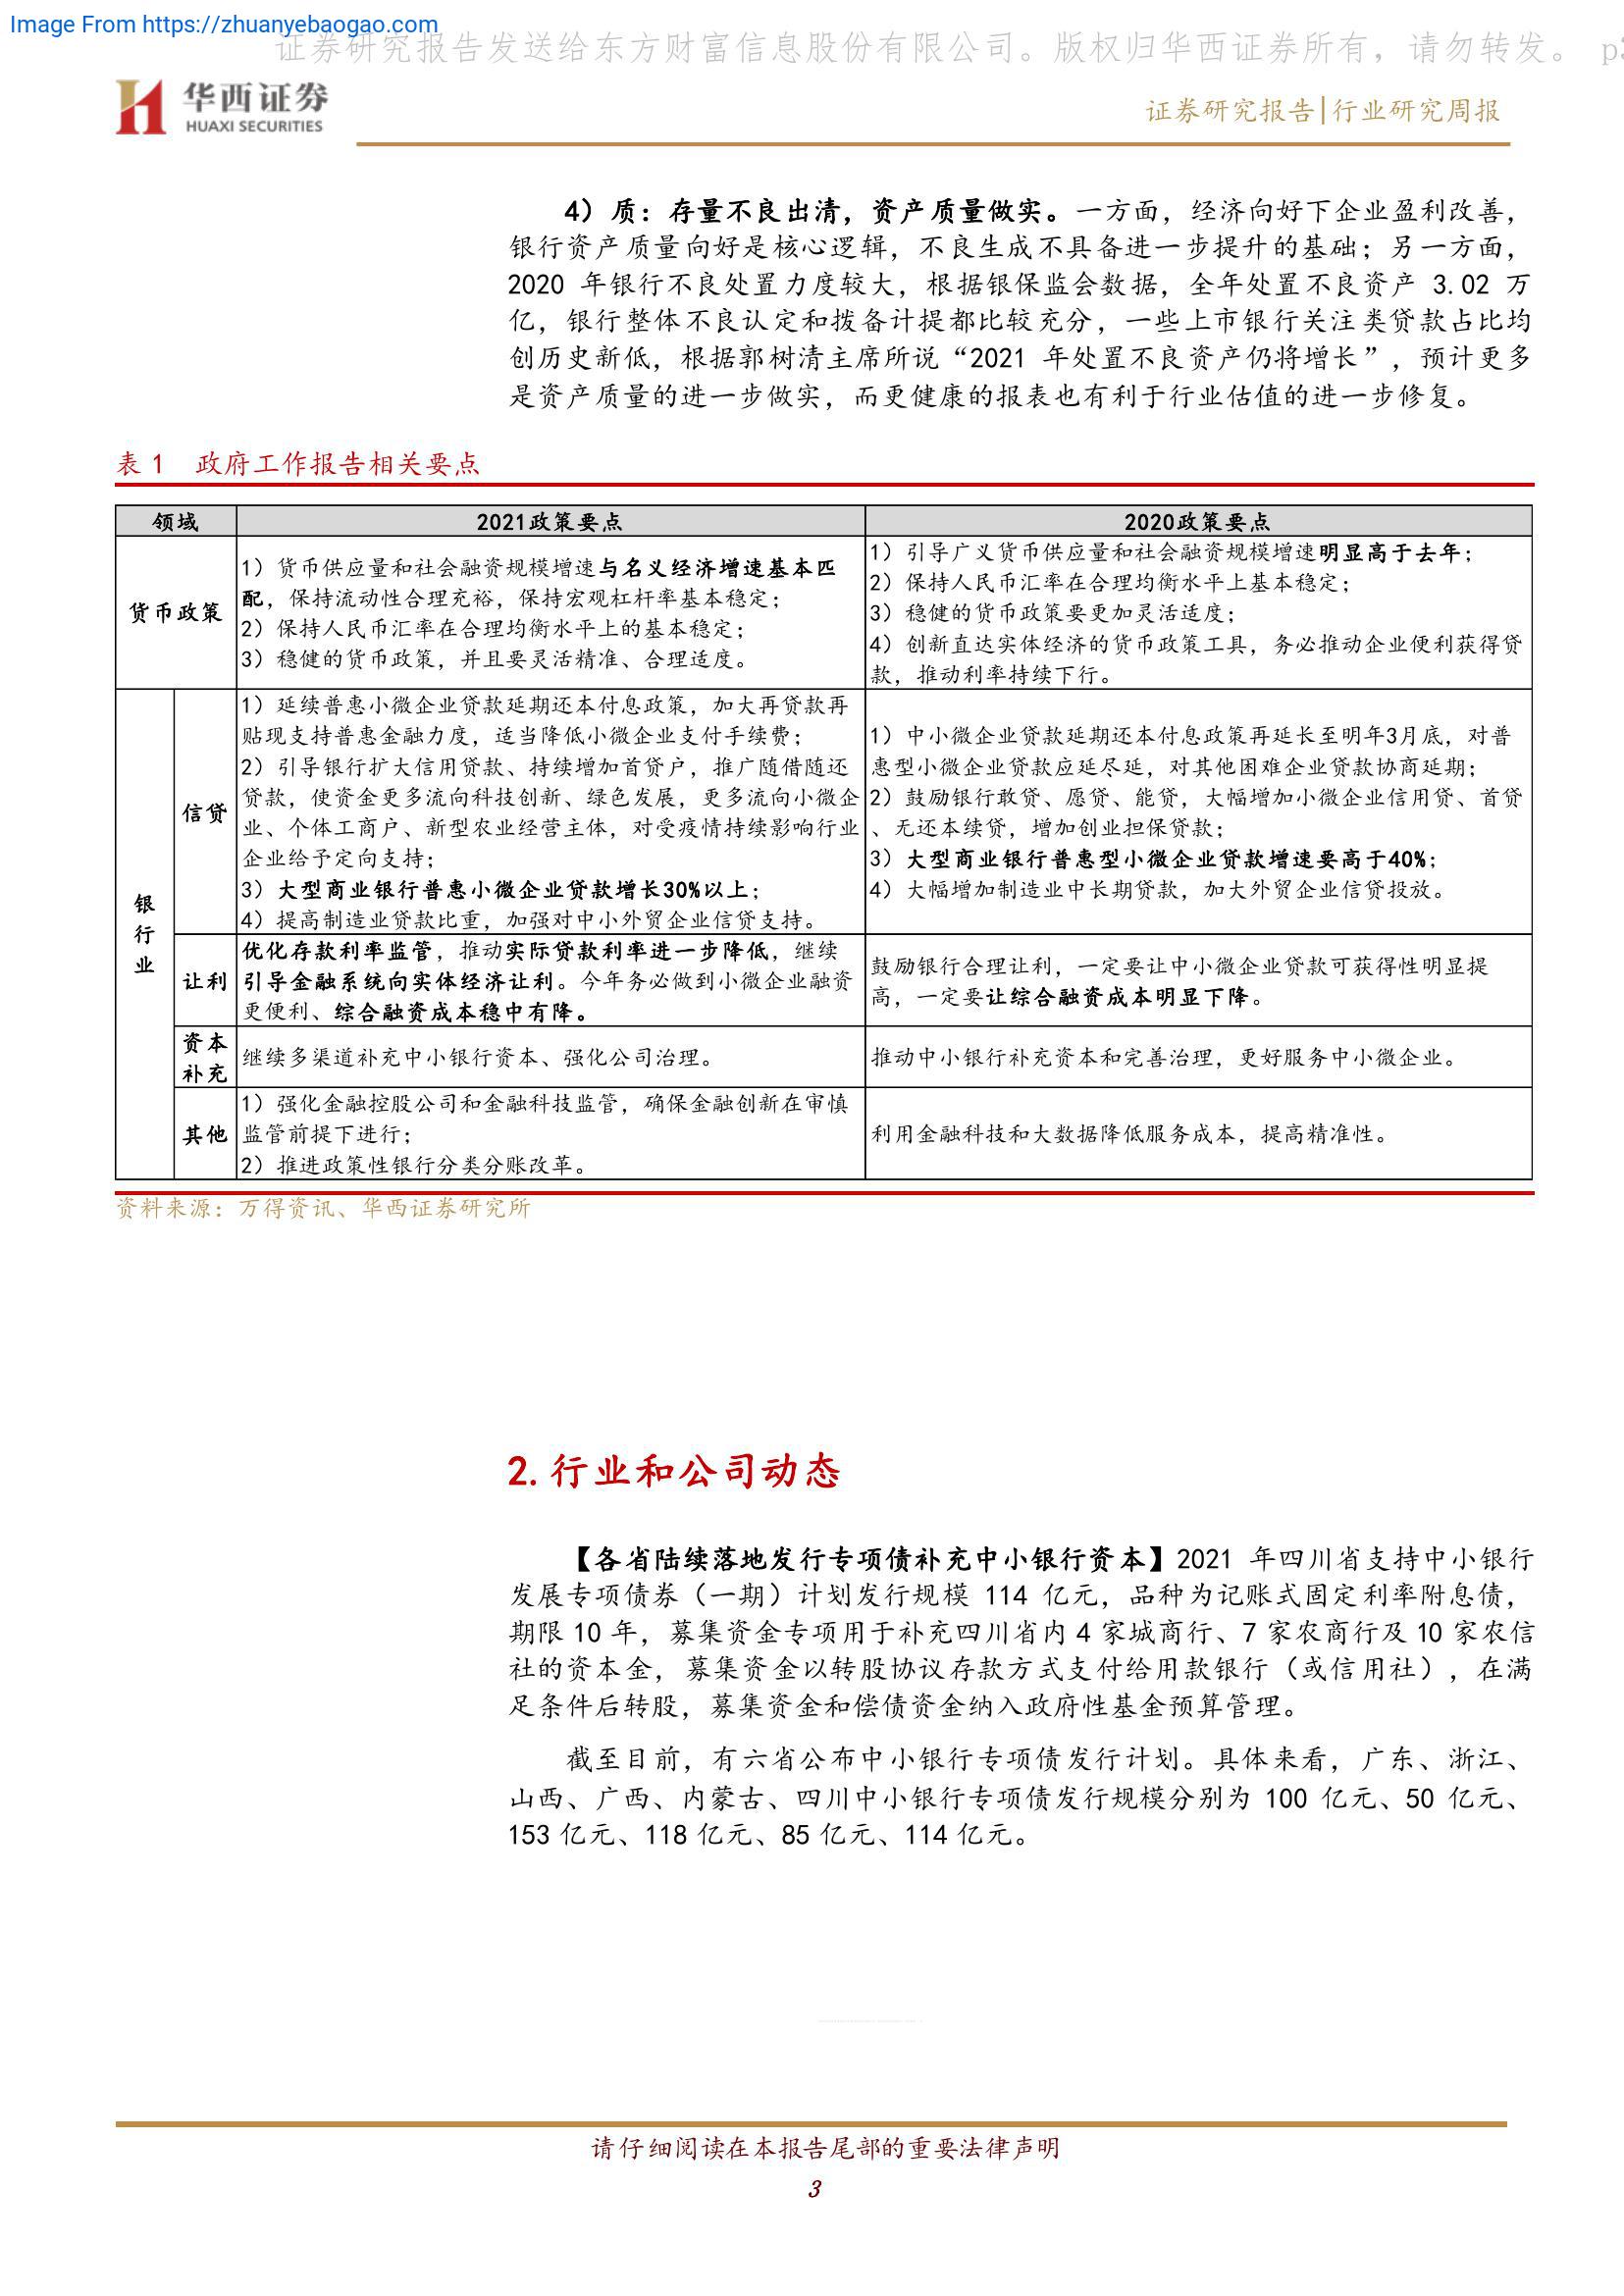 Image From https://zhuanyebaogao.com
证券研究报告发送给东方财富信息股份有限公司。版权归华西证券所有，请勿转发。 p3
华西证券
HUAXI SECURITIES
证券研究报告|行业研究周报
4）质：存量不良出清，资产质量做实。一方面，经济向好下企业盈利改善，
银行资产质量向好是核心逻辑，不良生成不具备进一步提升的基础；另一方面，
2020 年银行不良处置力度较大，根据银保监会数据，全年处置不良资产 3.02 万
亿，银行整体不良认定和拨备计提都比较充分，一些上市银行关注类贷款占比均
创历史新低，根据郭树清主席所说“2021 年处置不良资产仍将增长”，预计更多
是资产质量的进一步做实，而更健康的报表也有利于行业估值的进一步修复。
表 1 政府工作报告相关要点
领域 2021政策要点 2020政策要点
货币政策
1）货币供应量和社会融资规模增速与名义经济增速基本匹
配，保持流动性合理充裕，保持宏观杠杆率基本稳定；
2）保持人民币汇率在合理均衡水平上的基本稳定；
3）稳健的货币政策，并且要灵活精准、合理适度。
1）引导广义货币供应量和社会融资规模增速明显高于去年；
2）保持人民币汇率在合理均衡水平上基本稳定；
3）稳健的货币政策要更加灵活适度；
4）创新直达实体经济的货币政策工具，务必推动企业便利获得贷
款，推动利率持续下行。
银
行
业
信贷
1）延续普惠小微企业贷款延期还本付息政策，加大再贷款再
贴现支持普惠金融力度，适当降低小微企业支付手续费；
2）引导银行扩大信用贷款、持续增加首贷户，推广随借随还
贷款，使资金更多流向科技创新、绿色发展，更多流向小微企
业、个体工商户、新型农业经营主体，对受疫情持续影响行业
企业给予定向支持；
3）大型商业银行普惠小微企业贷款增长30%以上；
4）提高制造业贷款比重，加强对中小外贸企业信贷支持。
1）中小微企业贷款延期还本付息政策再延长至明年3月底，对普
惠型小微企业贷款应延尽延，对其他困难企业贷款协商延期；
2）鼓励银行敢贷、愿贷、能贷，大幅增加小微企业信用贷、首贷
、无还本续贷，增加创业担保贷款；
3）大型商业银行普惠型小微企业贷款增速要高于40%；
4）大幅增加制造业中长期贷款，加大外贸企业信贷投放。
让利
优化存款利率监管，推动实际贷款利率进一步降低，继续
引导金融系统向实体经济让利。今年务必做到小微企业融资
更便利、综合融资成本稳中有降。
鼓励银行合理让利，一定要让中小微企业贷款可获得性明显提
高，一定要让综合融资成本明显下降。
资本
补充
继续多渠道补充中小银行资本、强化公司治理。
推动中小银行补充资本和完善治理，更好服务中小微企业。
其他
1）强化金融控股公司和金融科技监管，确保金融创新在审慎
监管前提下进行；
2）推进政策性银行分类分账改革。
利用金融科技和大数据降低服务成本，提高精准性。
资料来源：万得资讯、华西证券研究所
2.行业和公司动态
【各省陆续落地发行专项债补充中小银行资本】2021 年四川省支持中小银行
发展专项债券（一期）计划发行规模 114 亿元，品种为记账式固定利率附息债，
期限 10 年，募集资金专项用于补充四川省内 4 家城商行、7 家农商行及 10 家农信
社的资本金，募集资金以转股协议存款方式支付给用款银行（或信用社），在满
足条件后转股，募集资金和偿债资金纳入政府性基金预算管理。
截至目前，有六省公布中小银行专项债发行计划。具体来看，广东、浙江、
山西、广西、内蒙古、四川中小银行专项债发行规模分别为 100 亿元、50 亿元、
153 亿元、118 亿元、85 亿元、114 亿元。
请仔细阅读在本报告尾部的重要法律声明
3